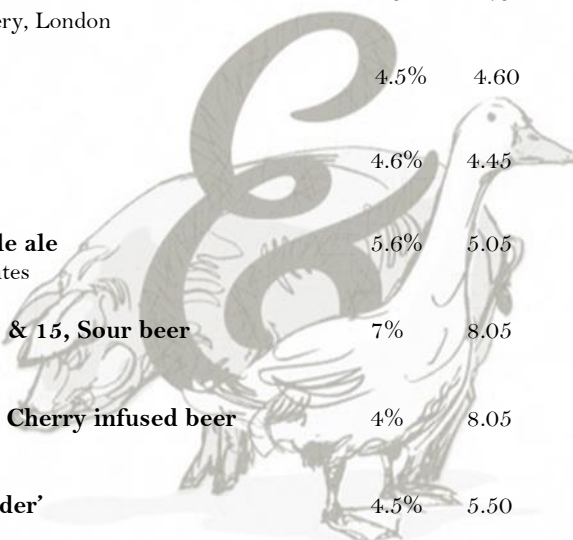 ery, London
4.5% 4.60
4.6% 4.45
le ale 5.6% 5.05
tes
& 15, Sour beer 7% 8.05
Cherry infused beer 4% 8.05
der’ 4.5% 5.50